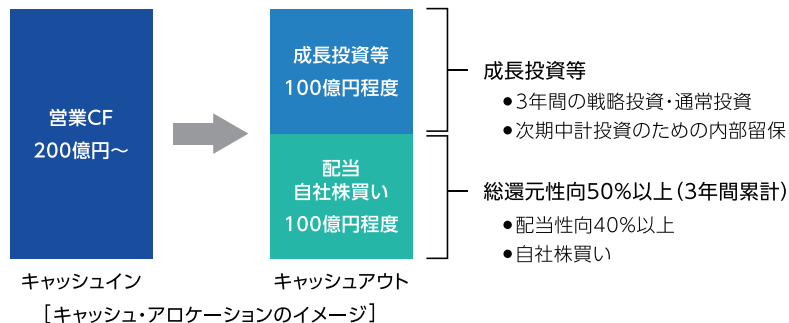 営業CF
200億円～
成長投資等
100億円程度
配当
自社株買い
100億円程度
成長投資等
●3年間の戦略投資・通常投資
●次期中計投資のための内部留保
総還元性向50%以上（3年間累計）
●配当性向40%以上
●自社株買い
キャッシュイン
キャッシュアウト
［キャッシュ・アロケーションのイメージ］